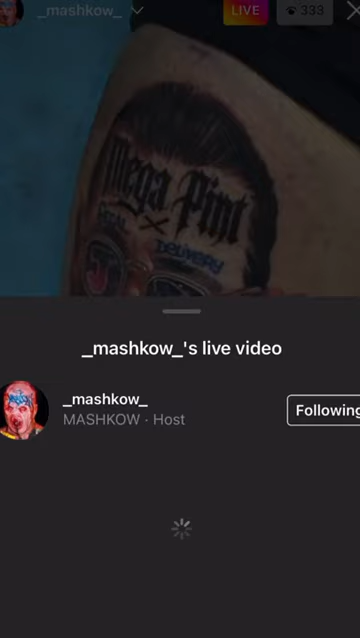 _mashkow_
LIVE
333
Mega Pint
DELIVERY
_mashkow_'s live video
_mashkow_
MASHKOW · Host
Following